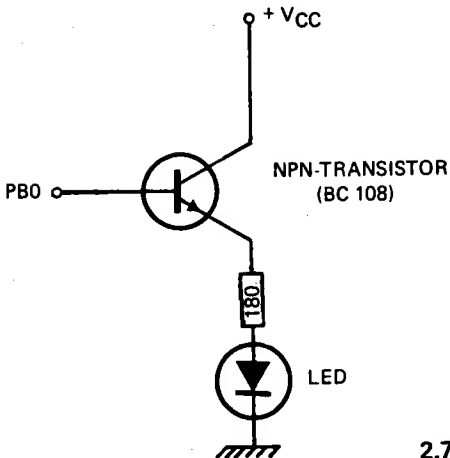 + VCC
NPN-TRANSISTOR
(BC 108)
PB0
180
LED
2.7